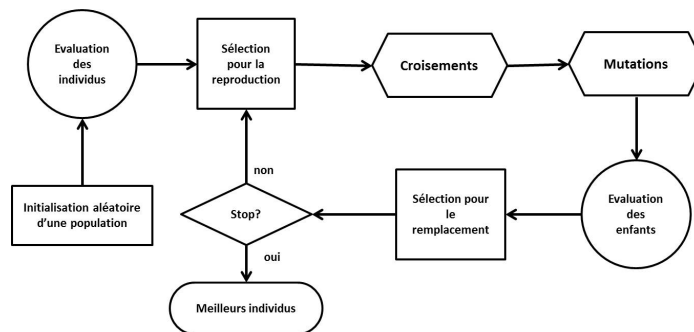 Evaluation
des
individus
Sélection
pour la
reproduction
Croisements
Mutations
non
Initialisation aléatoire
d'une population
Stop?
Sélection pour
le
remplacement
Evaluation
des
enfants
oui
Meilleurs individus